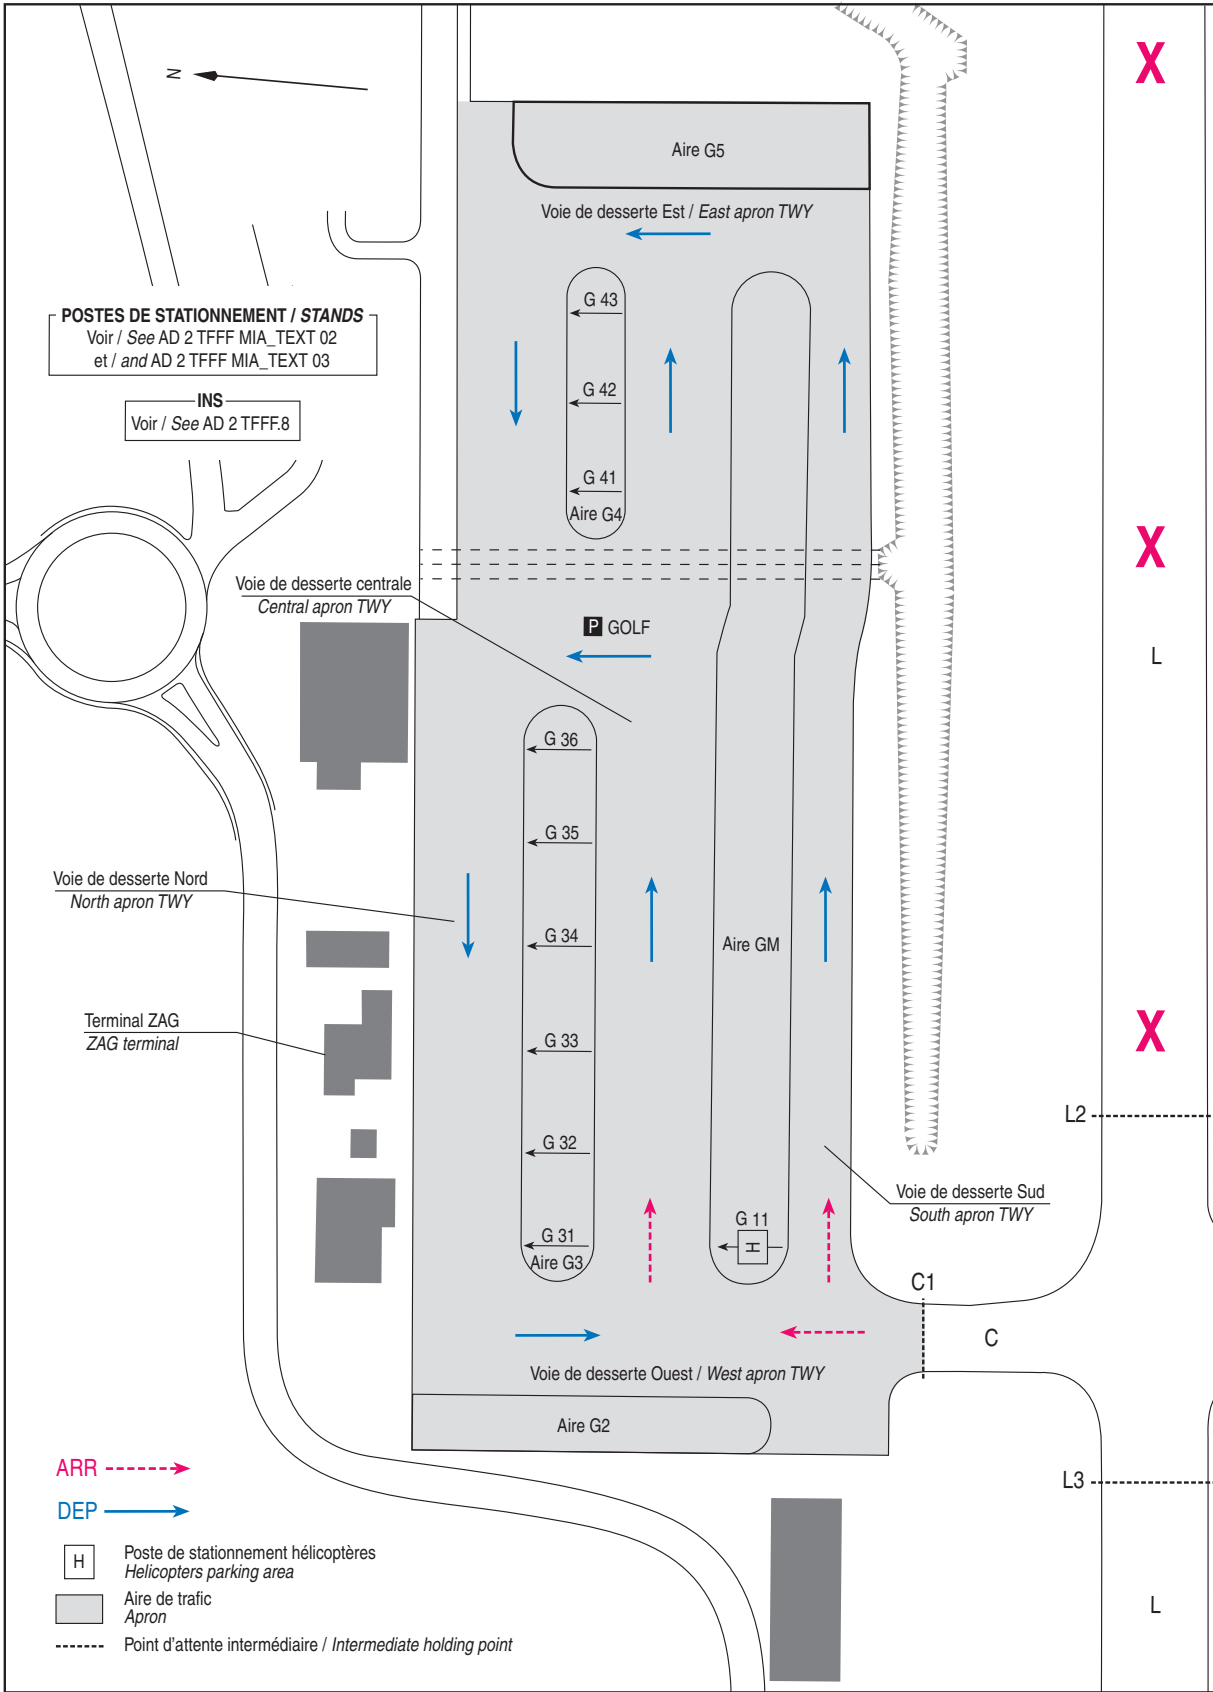 X
N
Aire G5
Voie de desserte Est / East apron TWY
G 43
POSTES DE STATIONNEMENT / STANDS
Voir / See AD 2 TFFF MIA_TEXT 02
et / and AD 2 TFFF MIA_TEXT 03
G 42
INS
Voir / See AD 2 TFFF.8
G 41
Aire G4
X
Voie de desserte centrale
Central apron TWY
P GOLF
L
G 36
G 35
Voie de desserte Nord
North apron TWY
G 34
Aire GM
Terminal ZAG
ZAG terminal
G 33
X
L2
G 32
Voie de desserte Sud
South apron TWY
G 11
H
G 31
Aire G3
C1
C
Voie de desserte Ouest / West apron TWY
Aire G2
ARR
L3
DEP
H
Poste de stationnement hélicoptères
Helicopters parking area
Aire de trafic
Apron
L
Point d'attente intermédiaire / Intermediate holding point